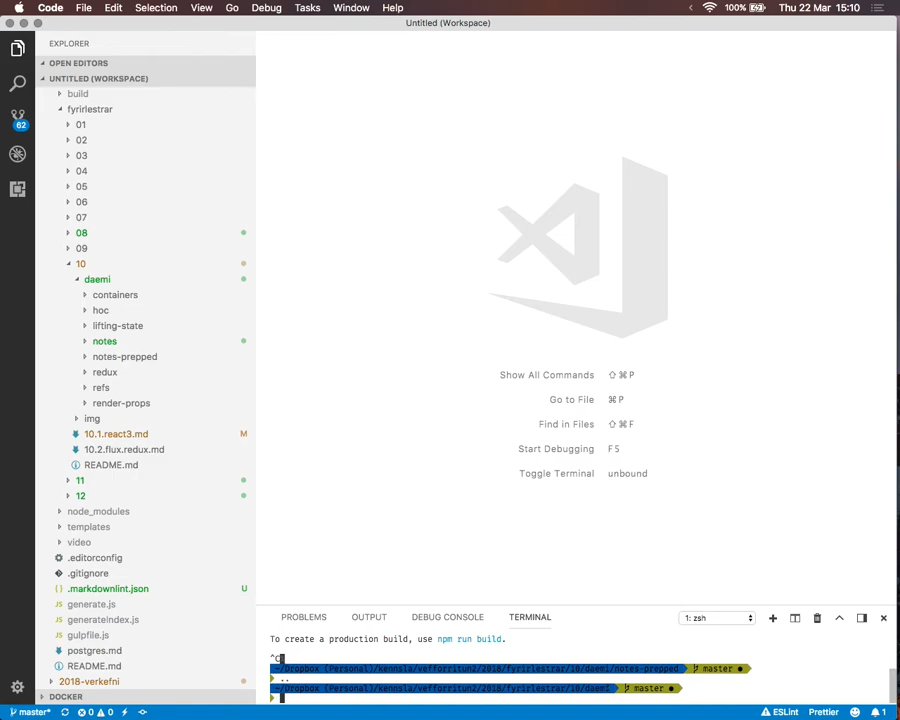 Code File Edit Selection View Go Debug Tasks Window Help 100% Thu 22 Mar 15:10
Untitled (Workspace)
EXPLORER
OPEN EDITORS
UNTITLED (WORKSPACE)
build
fyrirlestrar
01
02
03
04
05
06
07
08
09
10
daemi
containers
hoc
lifting-state
notes
notes-prepped
redux
refs
render-props
img
10.1.react3.md M
10.2.flux.redux.md
README.md
11
12
node_modules
templates
video
.editorconfig
.gitignore
{} .markdownlint.json U
JS generate.js
JS generateIndex.js
JS gulpfile.js
postgres.md
README.md
2018-verkefni
DOCKER
62
Show All Commands ⇧⌘P
Go to File ⌘P
Find in Files ⇧⌘F
Start Debugging F5
Toggle Terminal unbound
PROBLEMS OUTPUT DEBUG CONSOLE TERMINAL 1: zsh
To create a production build, use npm run build.
^C
~/Dropbox (Personal)/kennsla/vefforritun2/2018/fyrirlestrar/10/daemi/notes-prepped master ●
..
~/Dropbox (Personal)/kennsla/vefforritun2/2018/fyrirlestrar/10/daemi master ●
master* 0 0 ESLint Prettier 1